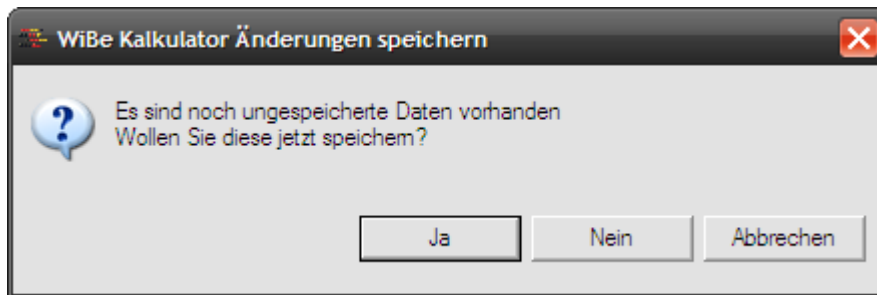 WiBe Kalkulator Änderungen speichern
Es sind noch ungespeicherte Daten vorhanden
Wollen Sie diese jetzt speichern?
Ja
Nein
Abbrechen